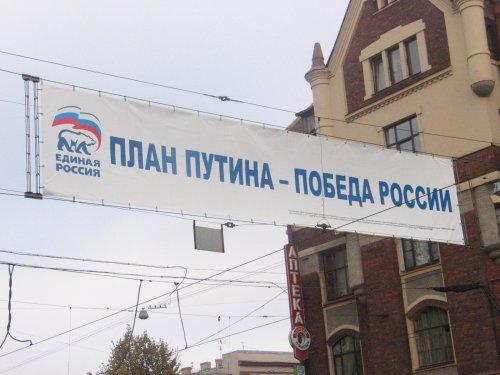 ЕДИНАЯ
РОССИЯ
ПЛАН ПУТИНА – ПОБЕДА РОССИИ
АПТЕКА